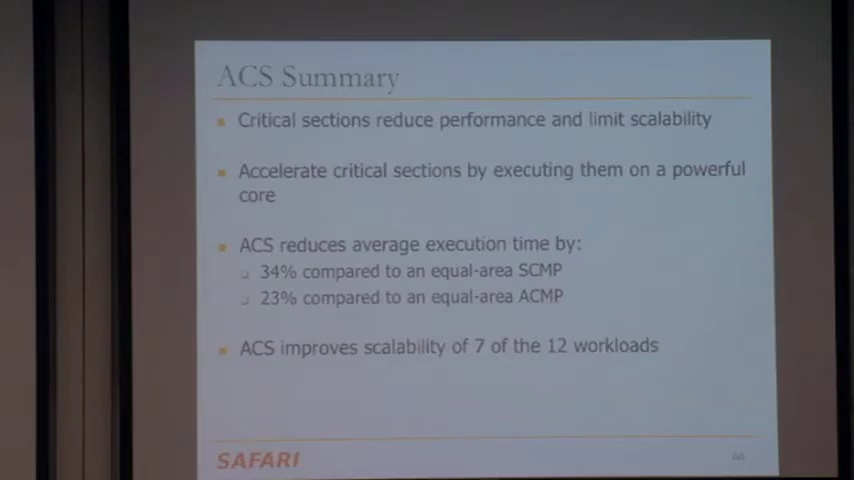 ACS Summary
Critical sections reduce performance and limit scalability
Accelerate critical sections by executing them on a powerful
core
ACS reduces average execution time by:
34% compared to an equal-area SCMP
23% compared to an equal-area ACMP
ACS improves scalability of 7 of the 12 workloads
SAFARI
66